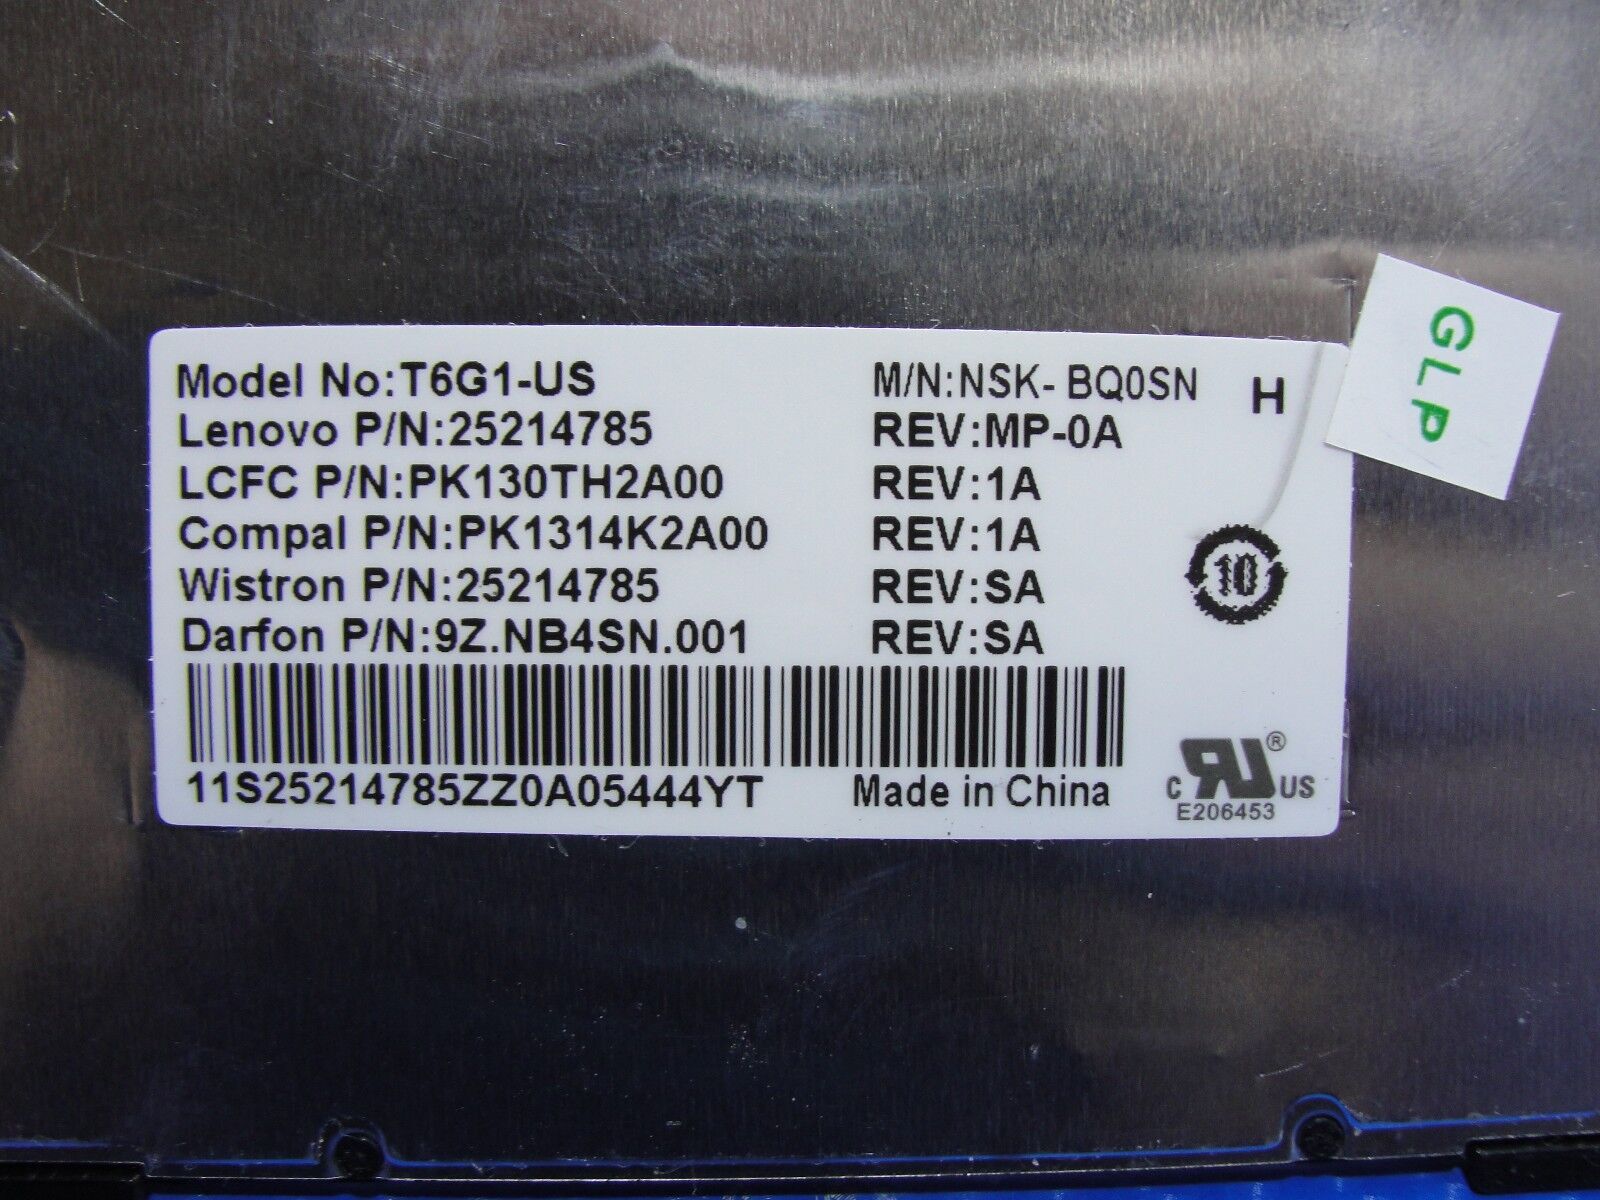 Model No:T6G1-US M/N:NSK- BQ0SN H
Lenovo P/N:25214785 REV:MP-0A
LCFC P/N:PK130TH2A00 REV:1A
Compal P/N:PK1314K2A00 REV:1A
Wistron P/N:25214785 REV:SA
Darfon P/N:9Z.NB4SN.001 REV:SA
10
11S25214785ZZ0A05444YT Made in China
c RU ® US
E206453
GLP